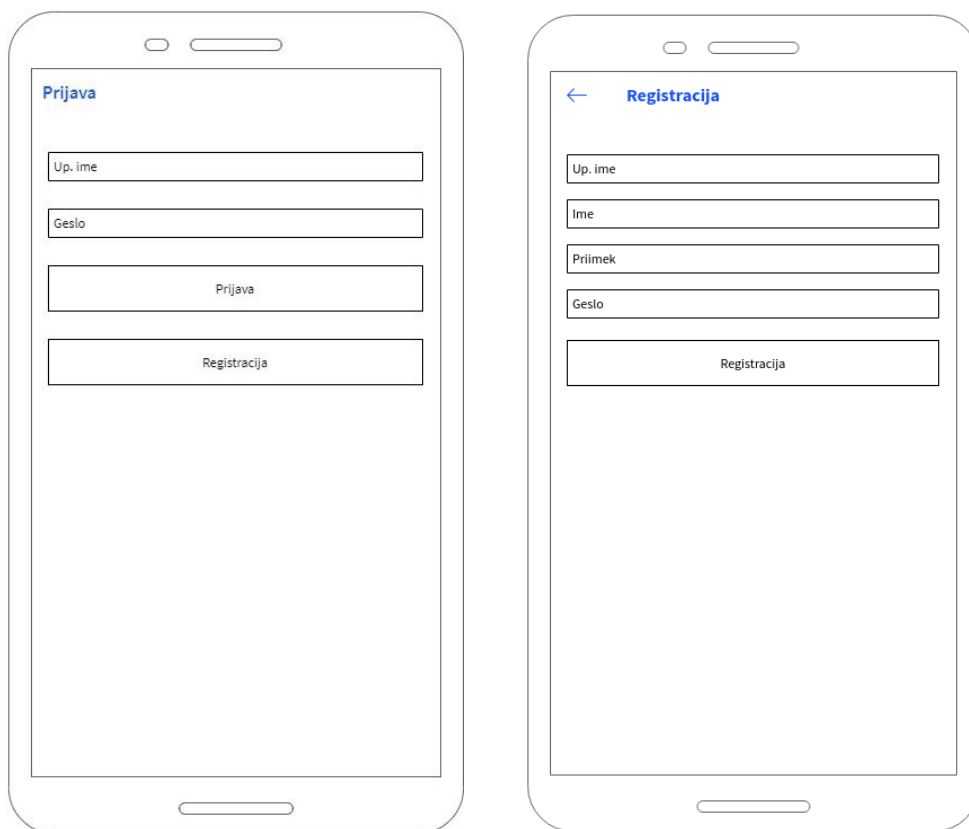 Prijava
Up. ime
Geslo
Prijava
Registracija
Registracija
Up. ime
Ime
Priimek
Geslo
Registracija